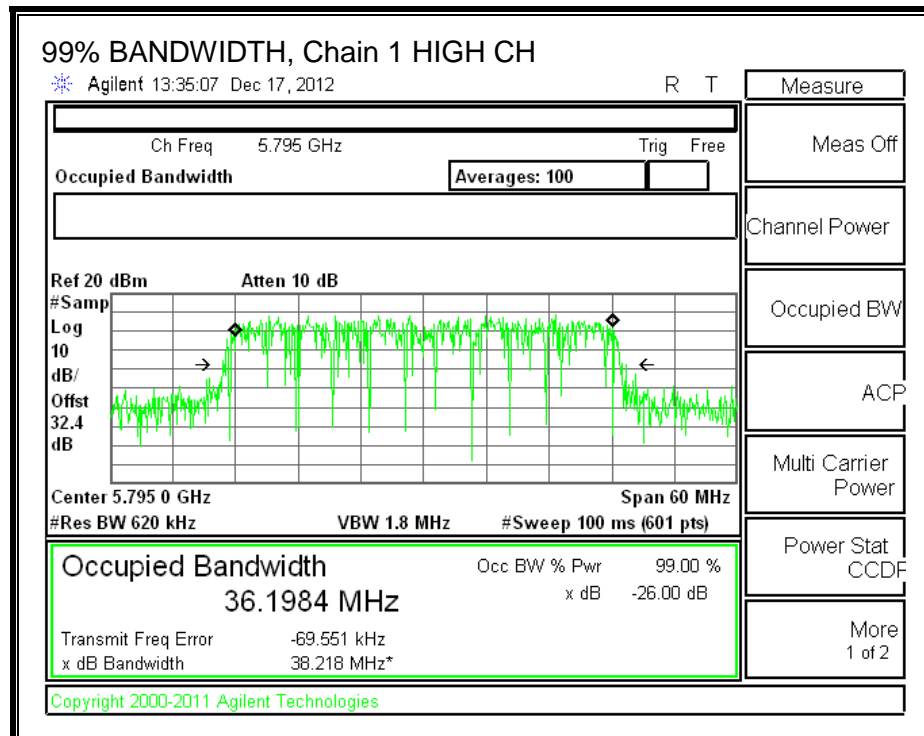 99% BANDWIDTH, Chain 1 HIGH CH
Agilent 13:35:07 Dec 17, 2012 R T
Measure
Ch Freq 5.795 GHz Trig Free
Meas Off
Occupied Bandwidth Averages: 100
Channel Power
Ref 20 dBm Atten 10 dB
#Samp
Log
10
dB/
Offst
32.4
dB
Occupied BW
ACP
Multi Carrier
Power
Center 5.795 0 GHz Span 60 MHz
#Res BW 620 kHz VBW 1.8 MHz #Sweep 100 ms (601 pts)
Power Stat
CCDF
Occupied Bandwidth Occ BW % Pwr 99.00 %
36.1984 MHz x dB -26.00 dB
Transmit Freq Error -69.551 kHz
x dB Bandwidth 38.218 MHz*
More
1 of 2
Copyright 2000-2011 Agilent Technologies